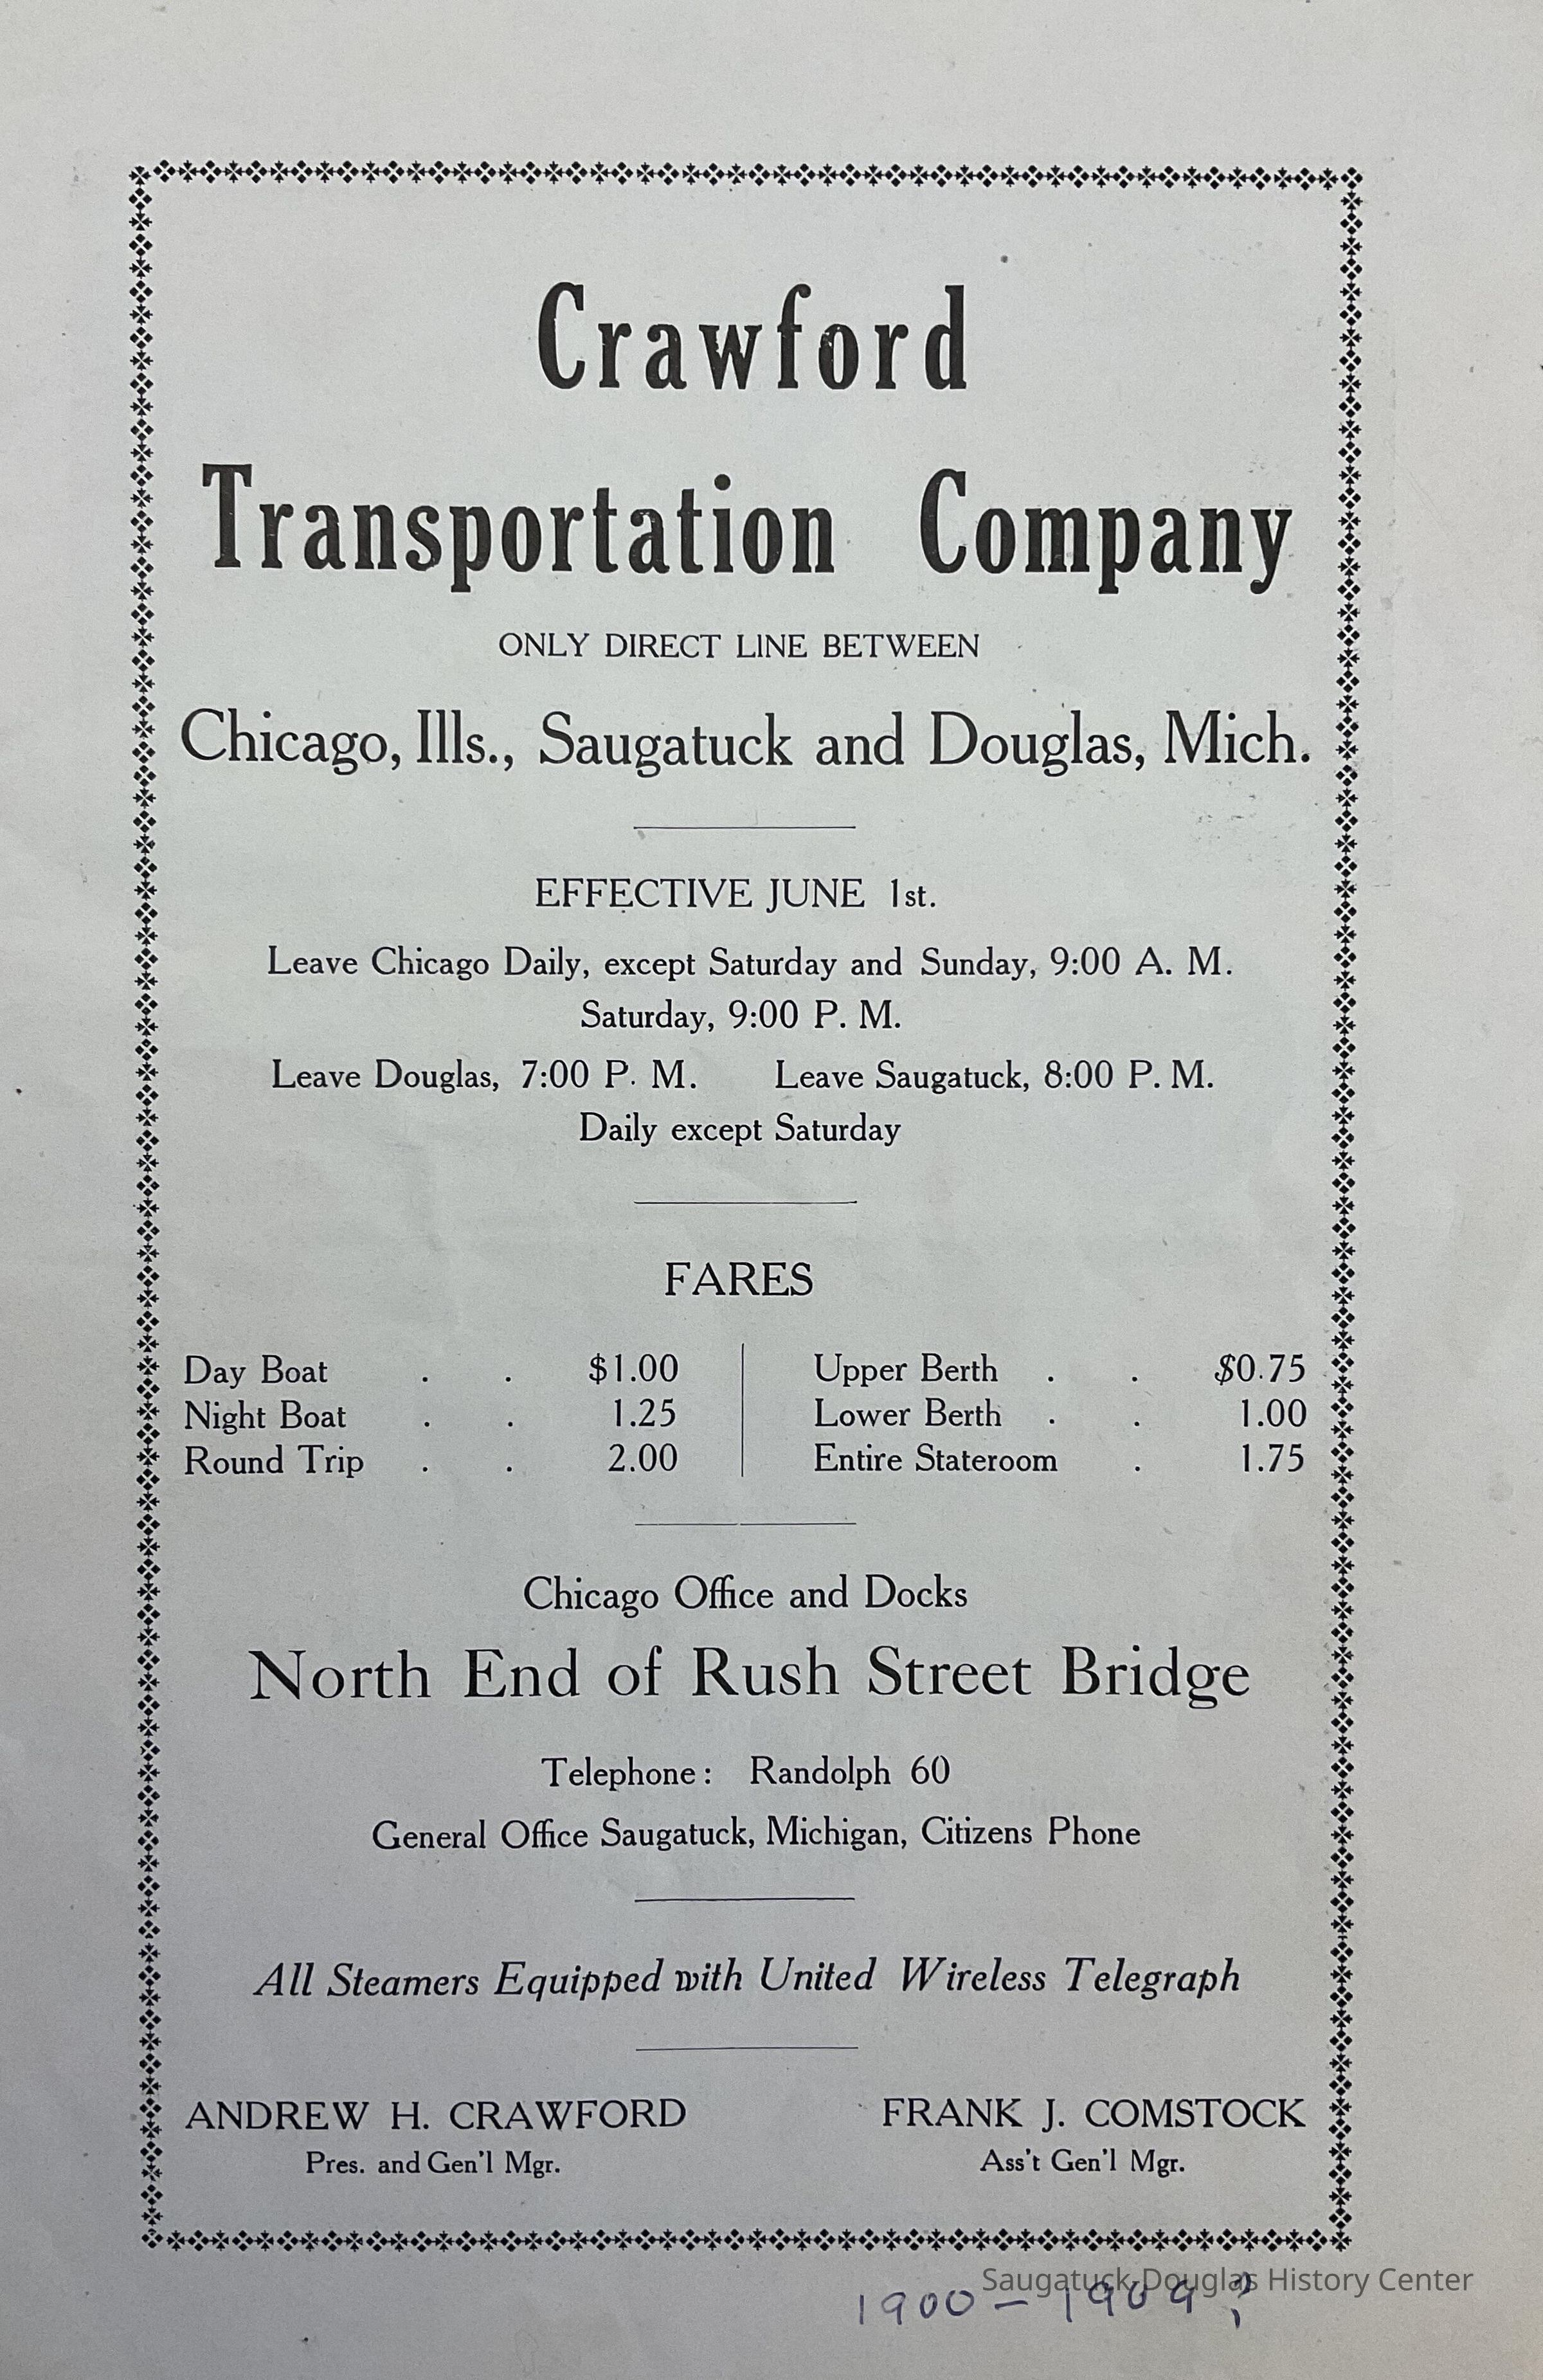 Crawford
Transportation Company
ONLY DIRECT LINE BETWEEN
Chicago, Ills., Saugatuck and Douglas, Mich.
EFFECTIVE JUNE 1st.
Leave Chicago Daily, except Saturday and Sunday, 9:00 A. M.
Saturday, 9:00 P. M.
Leave Douglas, 7:00 P. M. Leave Saugatuck, 8:00 P. M.
Daily except Saturday
FARES
Day Boat . . $1.00
Night Boat . . 1.25
Round Trip . . 2.00
Upper Berth . . $0.75
Lower Berth . . 1.00
Entire Stateroom . 1.75
Chicago Office and Docks
North End of Rush Street Bridge
Telephone: Randolph 60
General Office Saugatuck, Michigan, Citizens Phone
All Steamers Equipped with United Wireless Telegraph
ANDREW H. CRAWFORD
Pres. and Gen'l Mgr.
FRANK J. COMSTOCK
Ass't Gen'l Mgr.
Saugatuck-Douglas History Center
1900 - 1909?